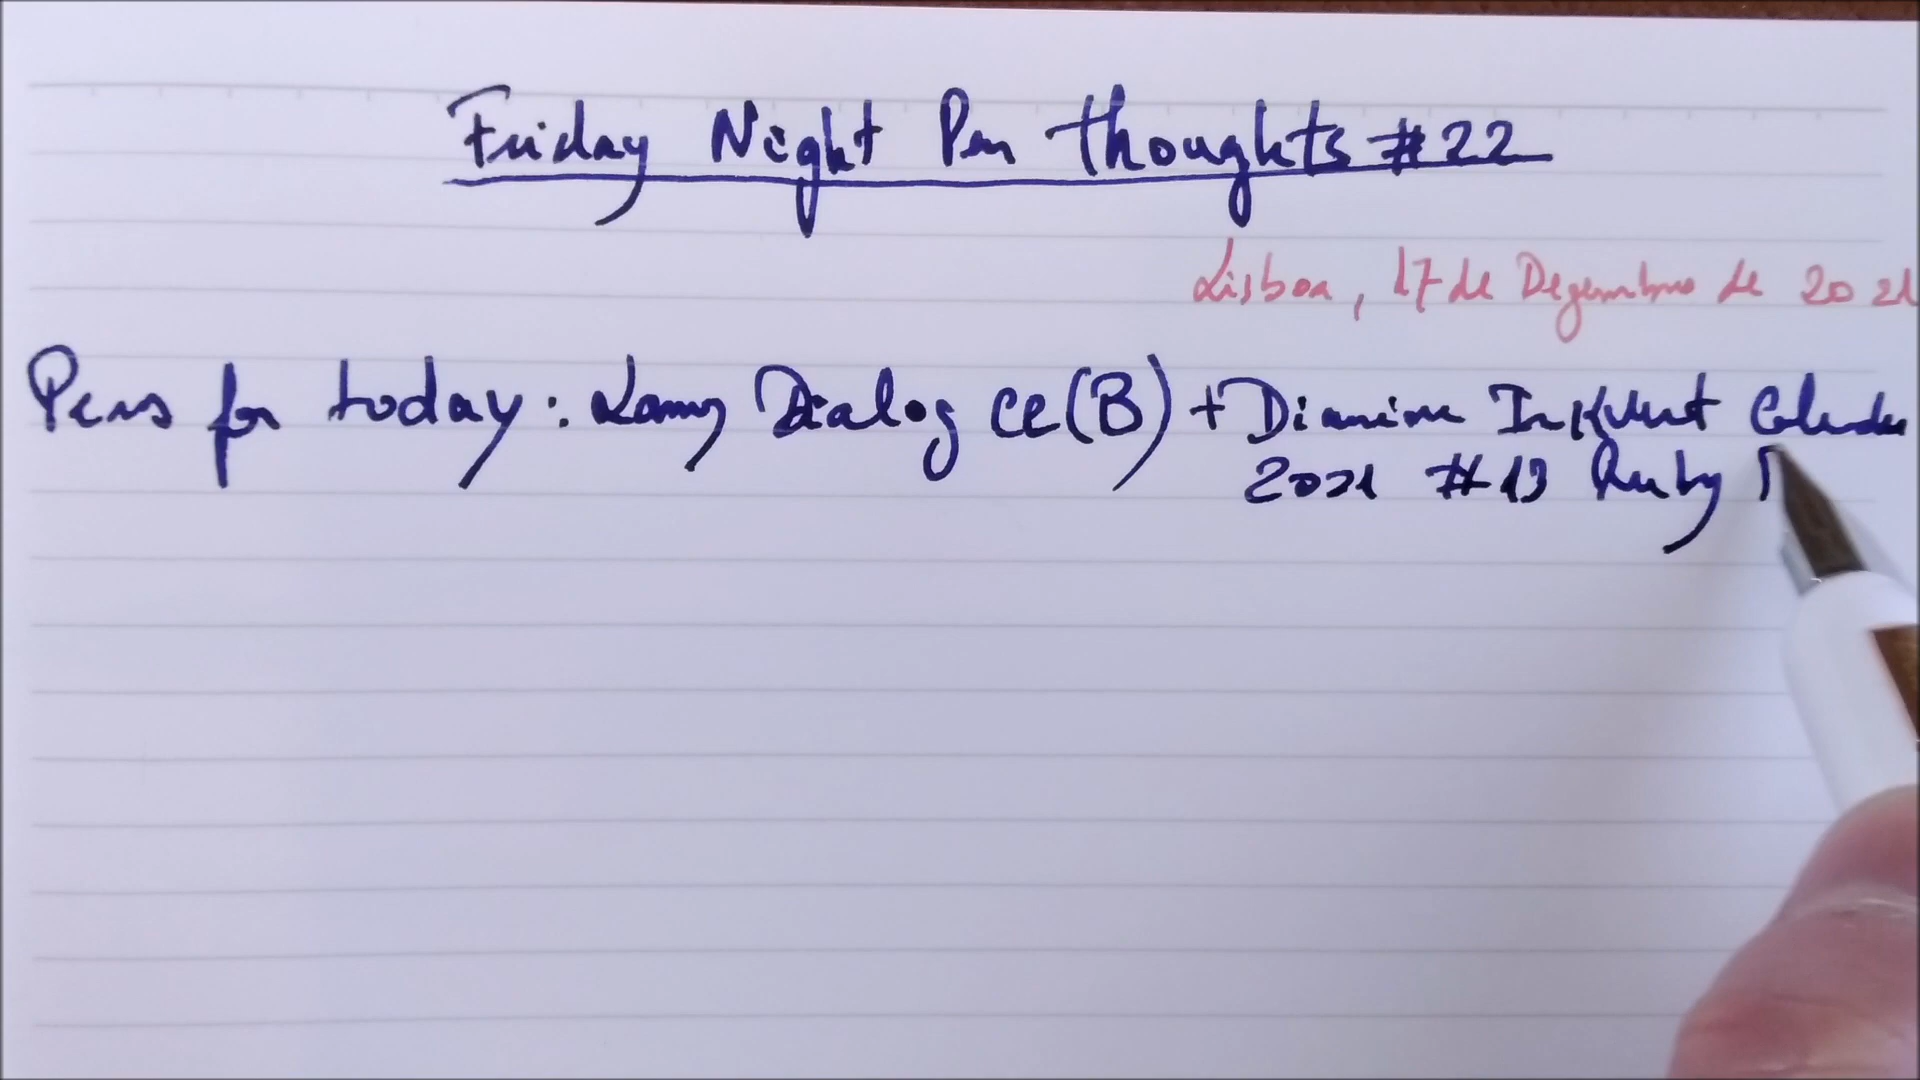 Friday Night Pen Thoughts #22
Lisboa, 17 de Dezembro de 2021
Pens for today: Lamy Dialog CC (B) + Diamine Inkvent Calendar
2021 #13 Ruby